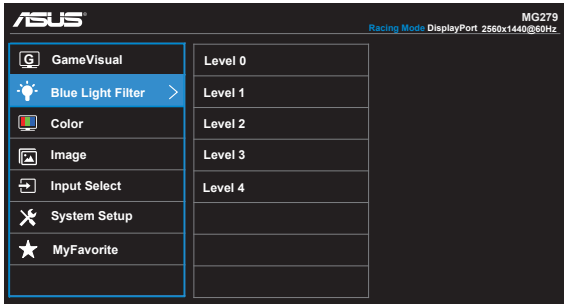 ASUS
MG279
Racing Mode DisplayPort 2560x1440@60Hz
G GameVisual
Blue Light Filter
Color
Image
Input Select
System Setup
MyFavorite
Level 0
Level 1
Level 2
Level 3
Level 4